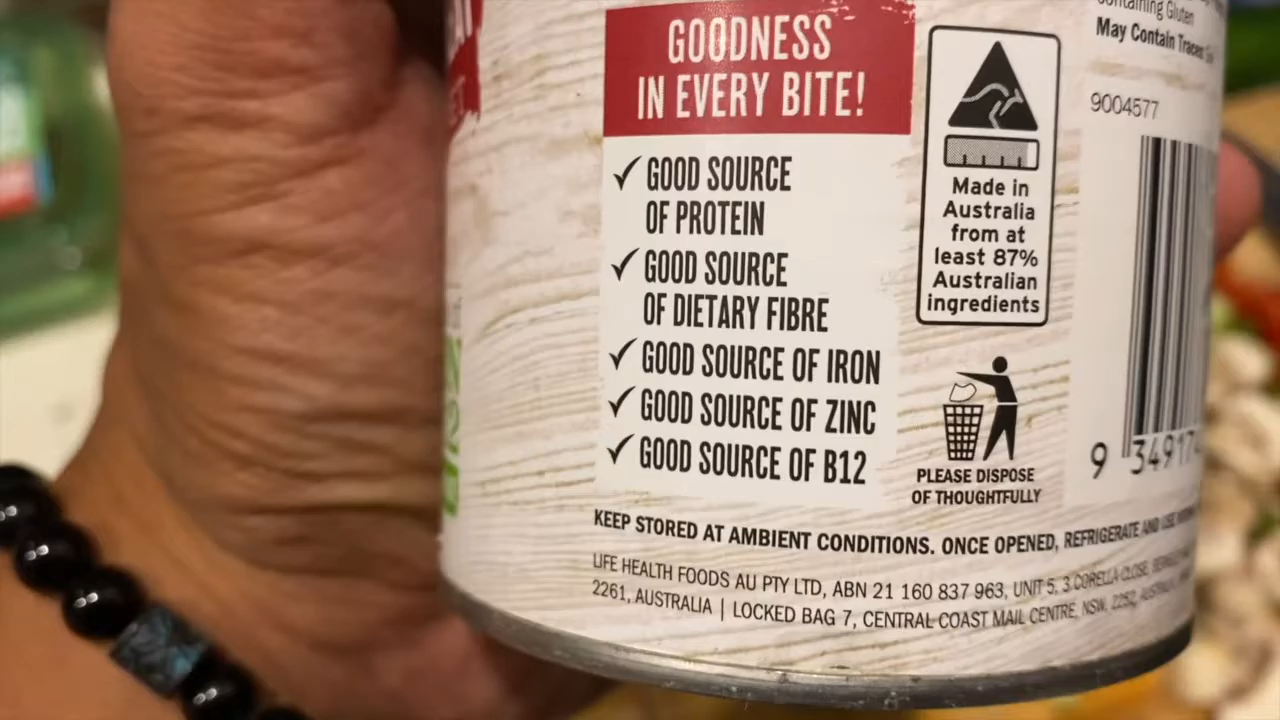 GOODNESS
IN EVERY BITE!
GOOD SOURCE
OF PROTEIN
GOOD SOURCE
OF DIETARY FIBRE
GOOD SOURCE OF IRON
GOOD SOURCE OF ZINC
GOOD SOURCE OF B12
Made in
Australia
from at
least 87%
Australian
ingredients
PLEASE DISPOSE
OF THOUGHTFULLY
Containing Gluten
May Contain Traces
9004577
9 349174
KEEP STORED AT AMBIENT CONDITIONS. ONCE OPENED, REFRIGERATE AND USE
LIFE HEALTH FOODS AU PTY LTD, ABN 21 160 837 963, UNIT 5, 3 CORELLA CLOSE,
2261, AUSTRALIA | LOCKED BAG 7, CENTRAL COAST MAIL CENTRE, NSW, 2252, AUSTRALIA